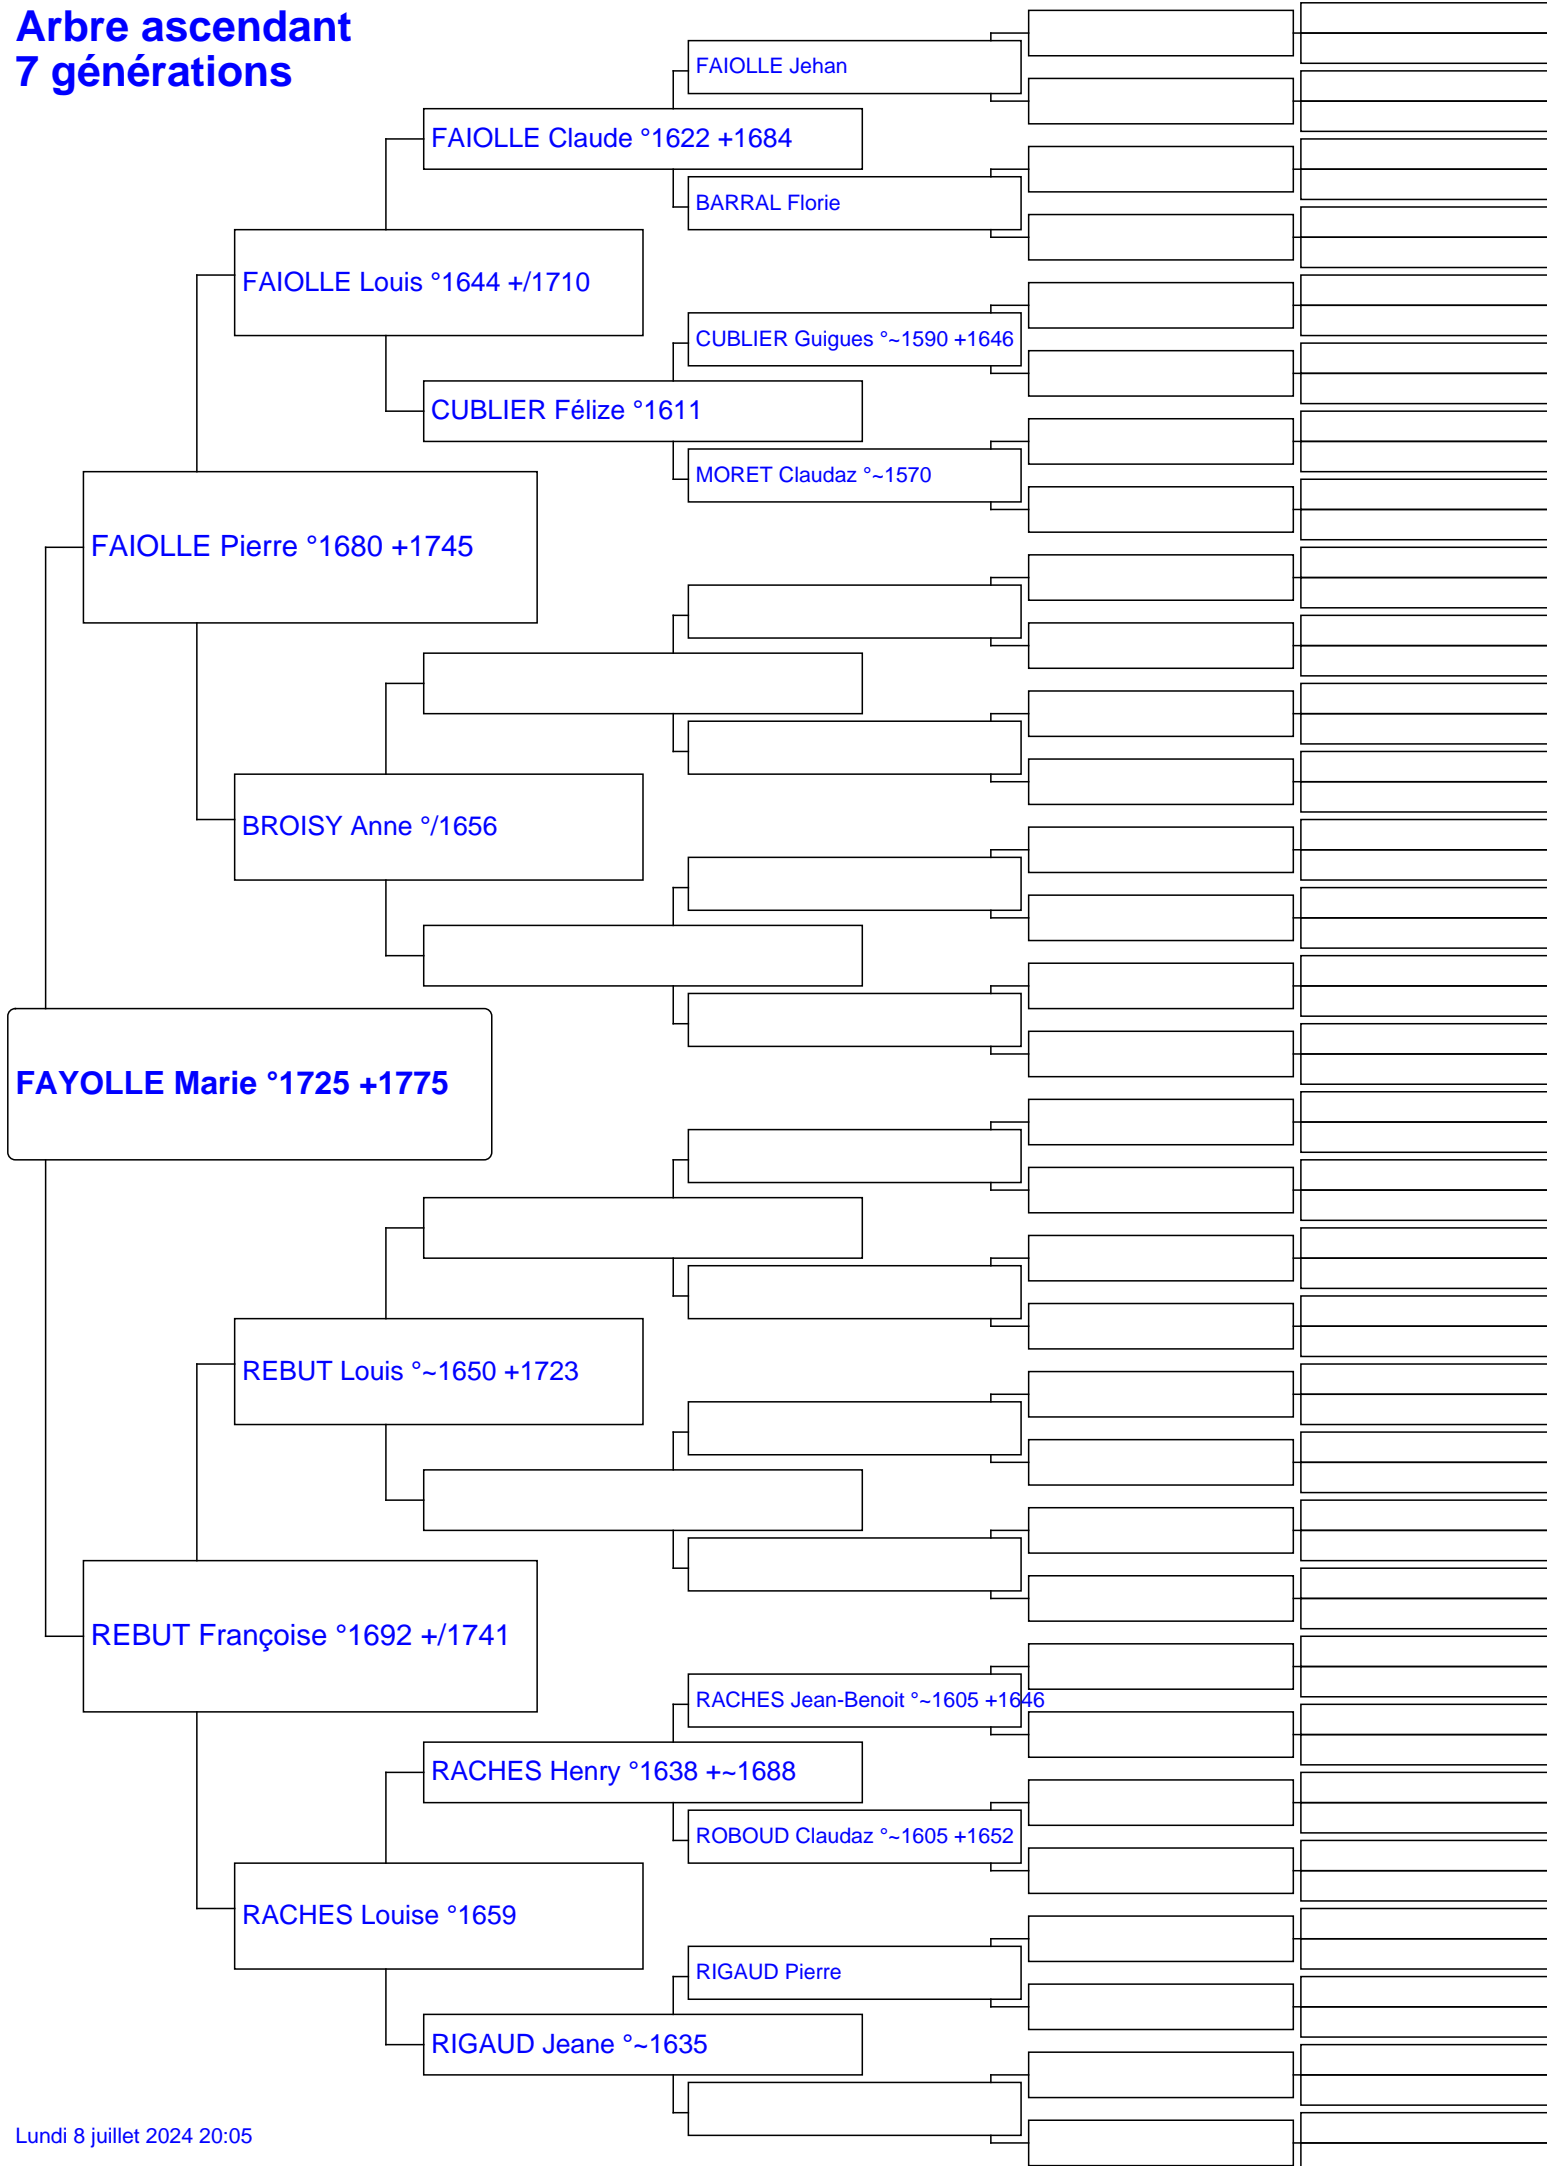 Arbre ascendant
7 générations
FAIOLLE Jehan
FAIOLLE Claude °1622 +1684
BARRAL Florie
FAIOLLE Louis °1644 +/1710
CUBLIER Guigues °~1590 +1646
CUBLIER Félize °1611
MORET Claudaz °~1570
FAIOLLE Pierre °1680 +1745
BROISY Anne °/1656
FAYOLLE Marie °1725 +1775
REBUT Louis °~1650 +1723
REBUT Françoise °1692 +/1741
RACHES Jean-Benoit °~1605 +1646
RACHES Henry °1638 +~1688
ROBOUD Claudaz °~1605 +1652
RACHES Louise °1659
RIGAUD Pierre
RIGAUD Jeane °~1635
Lundi 8 juillet 2024 20:05